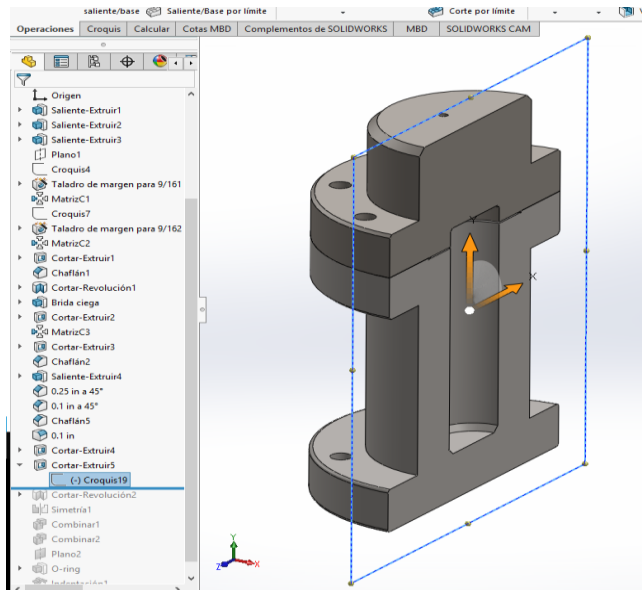 saliente/base Saliente/Base por límite Corte por límite
Operaciones Croquis Calcular Cotas MBD Complementos de SOLIDWORKS MBD SOLIDWORKS CAM
Origen
Saliente-Extruir1
Saliente-Extruir2
Saliente-Extruir3
Plano1
Croquis4
Taladro de margen para 9/161
MatrizC1
Croquis7
Taladro de margen para 9/162
MatrizC2
Cortar-Extruir1
Chaflán1
Cortar-Revolución1
Brida ciega
Cortar-Extruir2
MatrizC3
Cortar-Extruir3
Chaflán2
Saliente-Extruir4
0.25 in a 45°
0.1 in a 45°
Chaflán5
0.1 in
Cortar-Extruir4
Cortar-Extruir5
(-) Croquis19
Cortar-Revolución2
Simetría1
Combinar1
Combinar2
Plano2
O-ring
Indentación1
Y
X
Y
Z X